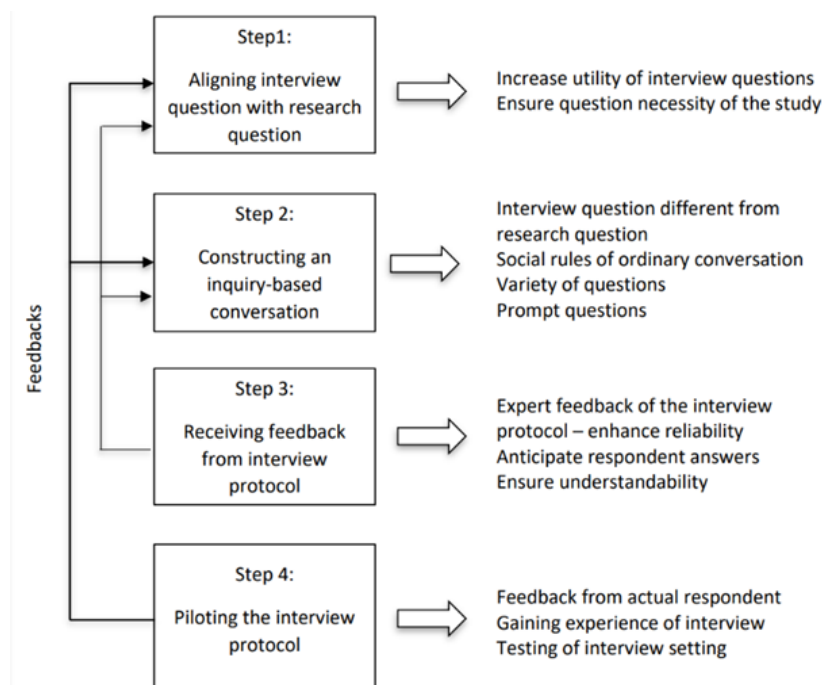 Step1:
Aligning interview
question with research
question
Increase utility of interview questions
Ensure question necessity of the study
Step 2:
Constructing an
inquiry-based
conversation
Interview question different from
research question
Social rules of ordinary conversation
Variety of questions
Prompt questions
Feedbacks
Step 3:
Receiving feedback
from interview
protocol
Expert feedback of the interview
protocol – enhance reliability
Anticipate respondent answers
Ensure understandability
Step 4:
Piloting the interview
protocol
Feedback from actual respondent
Gaining experience of interview
Testing of interview setting